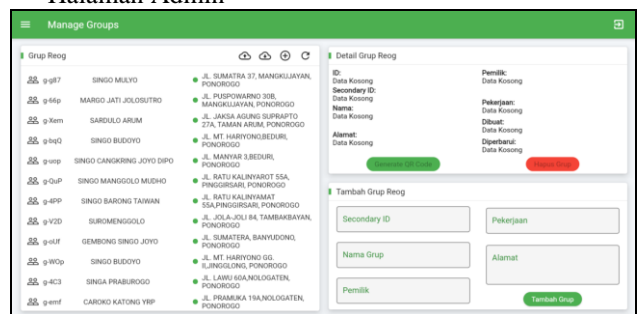 Halaman Admin
Manage Groups
Grup Reog
g-g87 SINGO MULYO JL. SUMATRA 37, MANGKUJAYAN,
PONOROGO
g-66p MARGO JATI JOLOSUTRO JL. PUSPOWARNO 30B,
MANGKUJAYAN, PONOROGO
g-Xem SARDULO ARUM JL. JAKSA AGUNG SUPRAPTO
27A, TAMAN ARUM, PONOROGO
g-bqQ SINGO BUDOYO JL. MT. HARIYONO,BEDURI,
PONOROGO
g-uop SINGO CANGKRING JOYO DIPO JL. MANYAR 3,BEDURI,
PONOROGO
g-QuP SINGO MANGGOLO MUDHO JL. RATU KALINYAROT 55A,
PINGGIRSARI, PONOROGO
g-4PP SINGO BARONG TAIWAN JL. RATU KALINYAMAT
55A,PINGGIRSARI, PONOROGO
g-V2D SUROMENGGOLO JL. JOLA-JOLI 84, TAMBAKBAYAN,
PONOROGO
g-oUf GEMBONG SINGO JOYO JL. SUMATERA, BANYUDONO,
PONOROGO
g-WOp SINGO BUDOYO JL. MT. HARIYONO GG.
II,JINGGLONG, PONOROGO
g-4C3 SINGA PRABUROGO JL. LAWU 60A,NOLOGATEN,
PONOROGO
g-emf CAROKO KATONG YRP JL. PRAMUKA 19A,NOLOGATEN,
PONOROGO
Detail Grup Reog
ID:
Data Kosong
Secondary ID:
Data Kosong
Nama:
Data Kosong
Alamat:
Data Kosong
Pemilik:
Data Kosong
Pekerjaan:
Data Kosong
Dibuat:
Data Kosong
Diperbarui:
Data Kosong
Generate QR Code
Hapus Grup
Tambah Grup Reog
Secondary ID
Nama Grup
Pemilik
Pekerjaan
Alamat
Tambah Grup